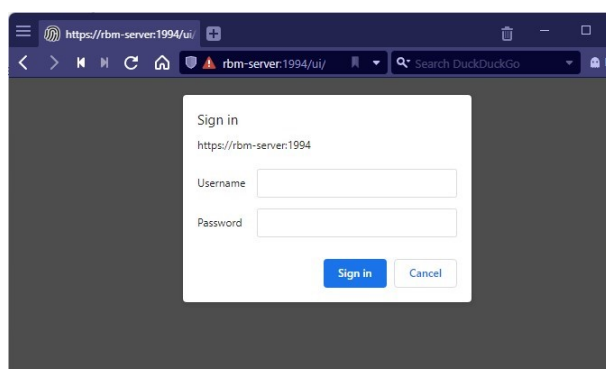 https://rbm-server:1994/ui/
rbm-server:1994/ui/ Search DuckDuckGo
Sign in
https://rbm-server:1994
Username
Password
Sign in Cancel